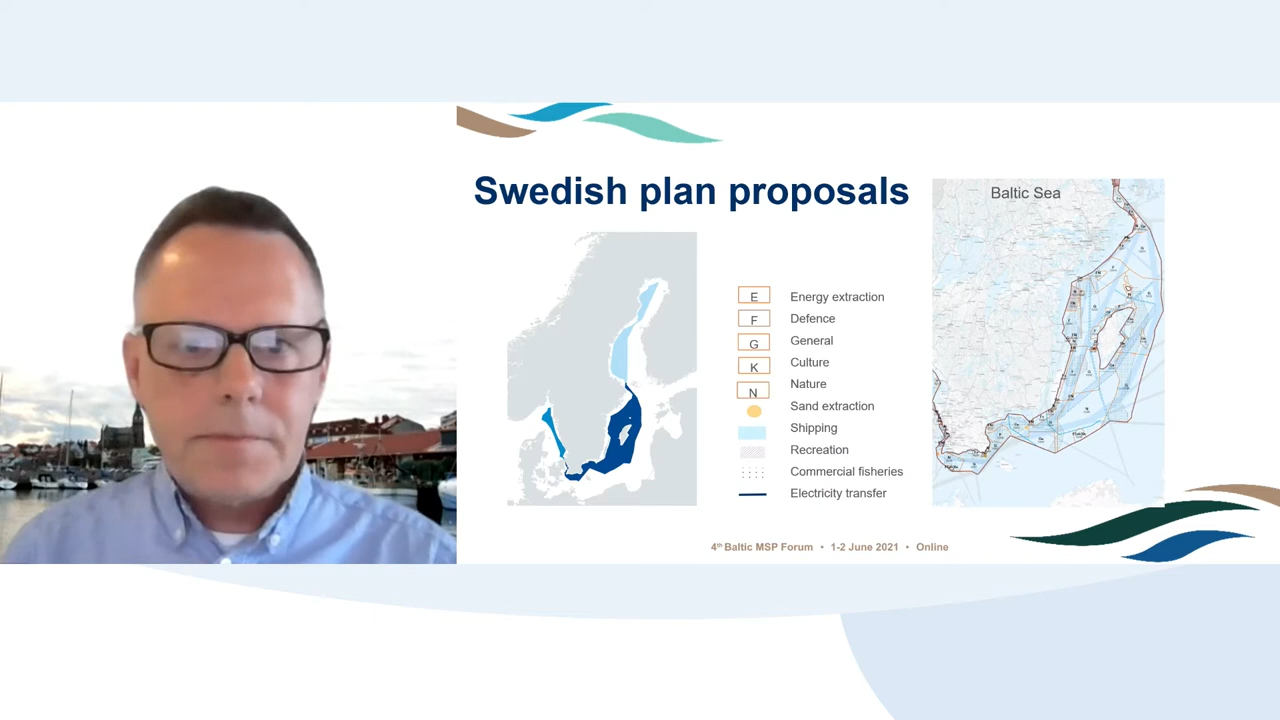 Swedish plan proposals
Baltic Sea
E Energy extraction
F Defence
G General
K Culture
N Nature
Sand extraction
Shipping
Recreation
Commercial fisheries
Electricity transfer
4th Baltic MSP Forum • 1-2 June 2021 • Online